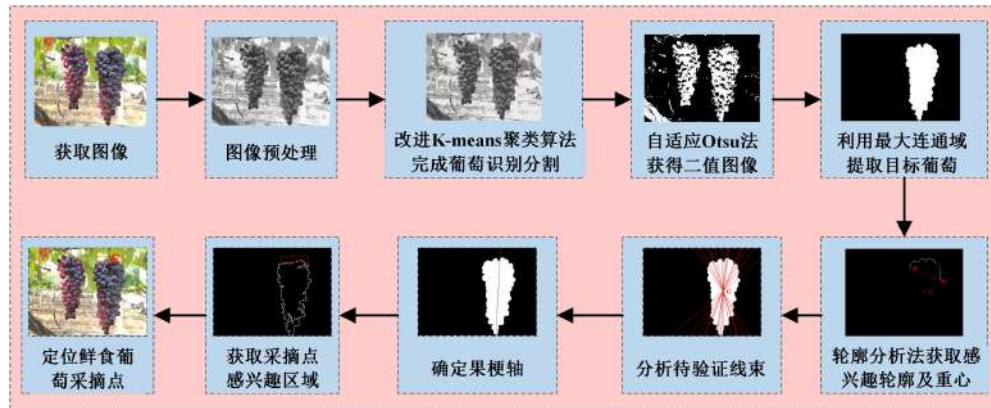 获取图像
图像预处理
改进K-means聚类算法
完成葡萄识别分割
自适应Otsu法
获得二值图像
利用最大连通域
提取目标葡萄
轮廓分析法获取感
兴趣轮廓及重心
分析待验证线束
确定果梗轴
获取采摘点
感兴趣区域
定位鲜食葡
萄采摘点